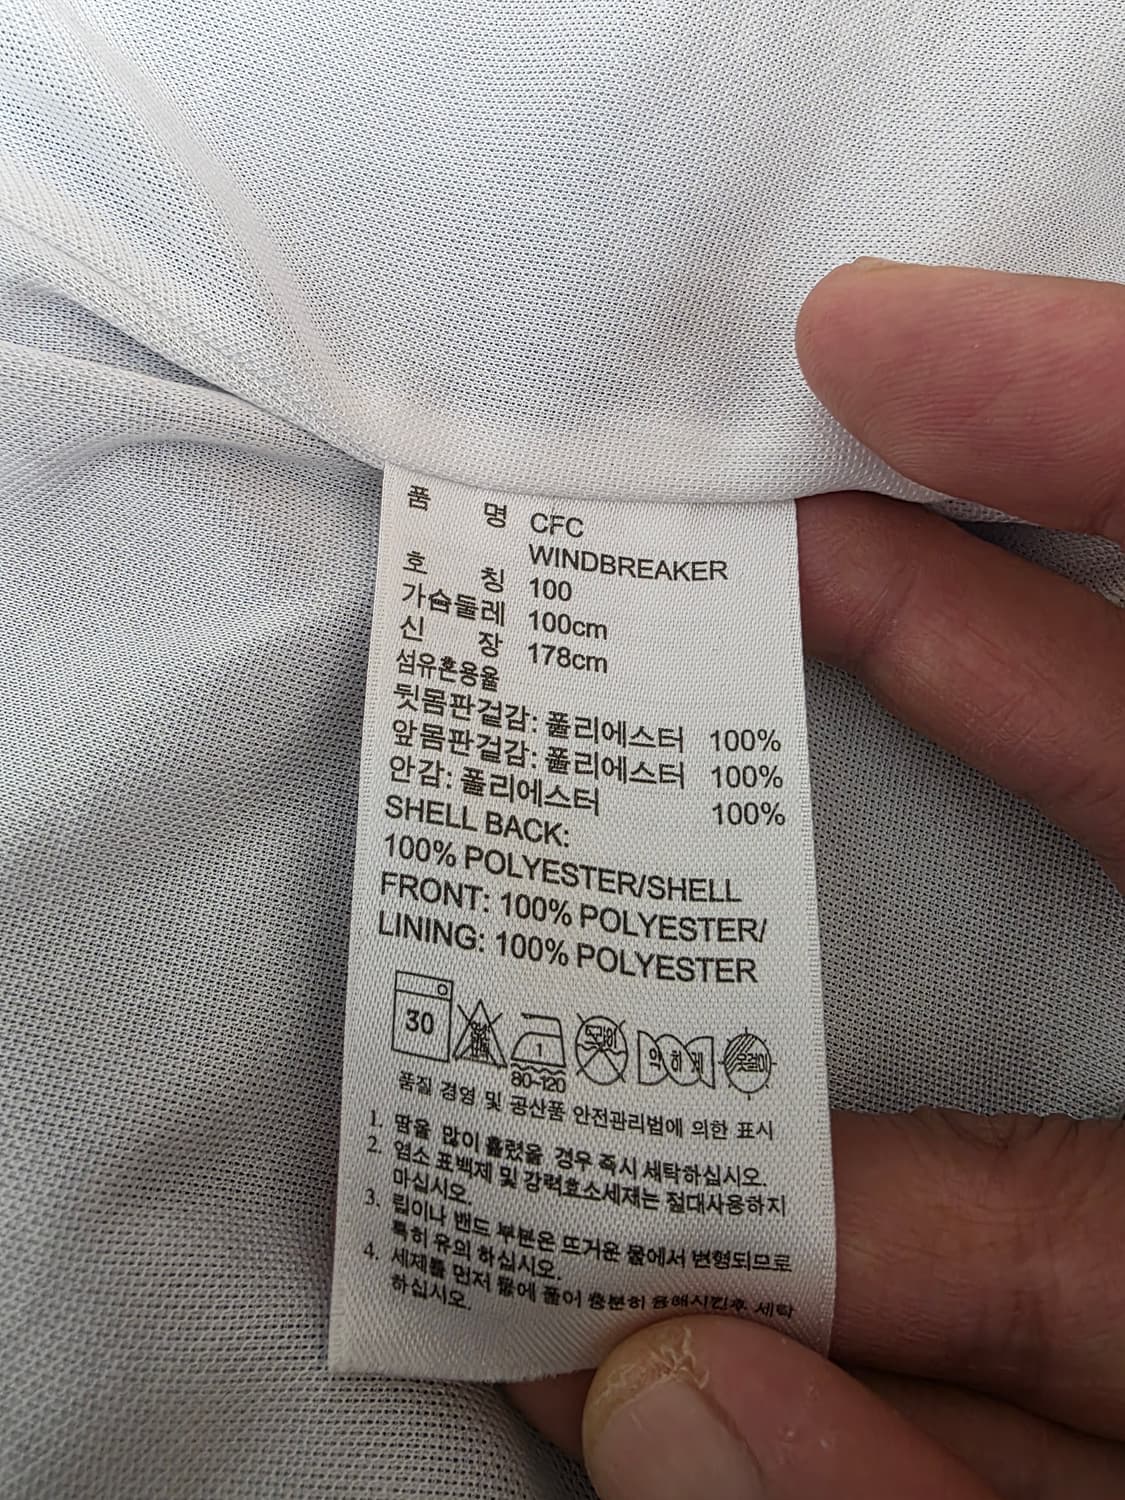 품 명 CFC
WINDBREAKER
호 칭 100
가슴둘레 100cm
신 장 178cm
섬유혼용율
뒷몸판겉감: 폴리에스터 100%
앞몸판겉감: 폴리에스터 100%
안감: 폴리에스터 100%
SHELL BACK:
100% POLYESTER/SHELL
FRONT: 100% POLYESTER/
LINING: 100% POLYESTER
30 1 80~120 드라이 약하게 옷걸이
품질 경영 및 공산품 안전관리법에 의한 표시
1. 땀을 많이 흘렸을 경우 즉시 세탁하십시오.
2. 염소 표백제 및 강력효소세제는 절대사용하지
마십시오.
3. 립이나 밴드 부분은 뜨거운 물에서 변형되므로
특히 유의 하십시오.
4. 세제를 먼저 물에 풀어 충분히 용해시킨후 세탁
하십시오.